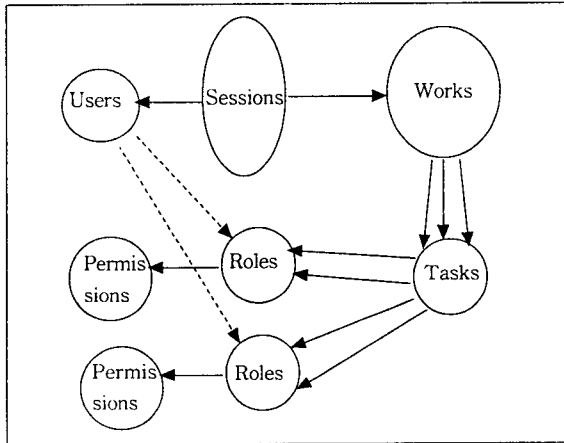 Users
Sessions
Works
Permis
sions
Roles
Tasks
Permis
sions
Roles